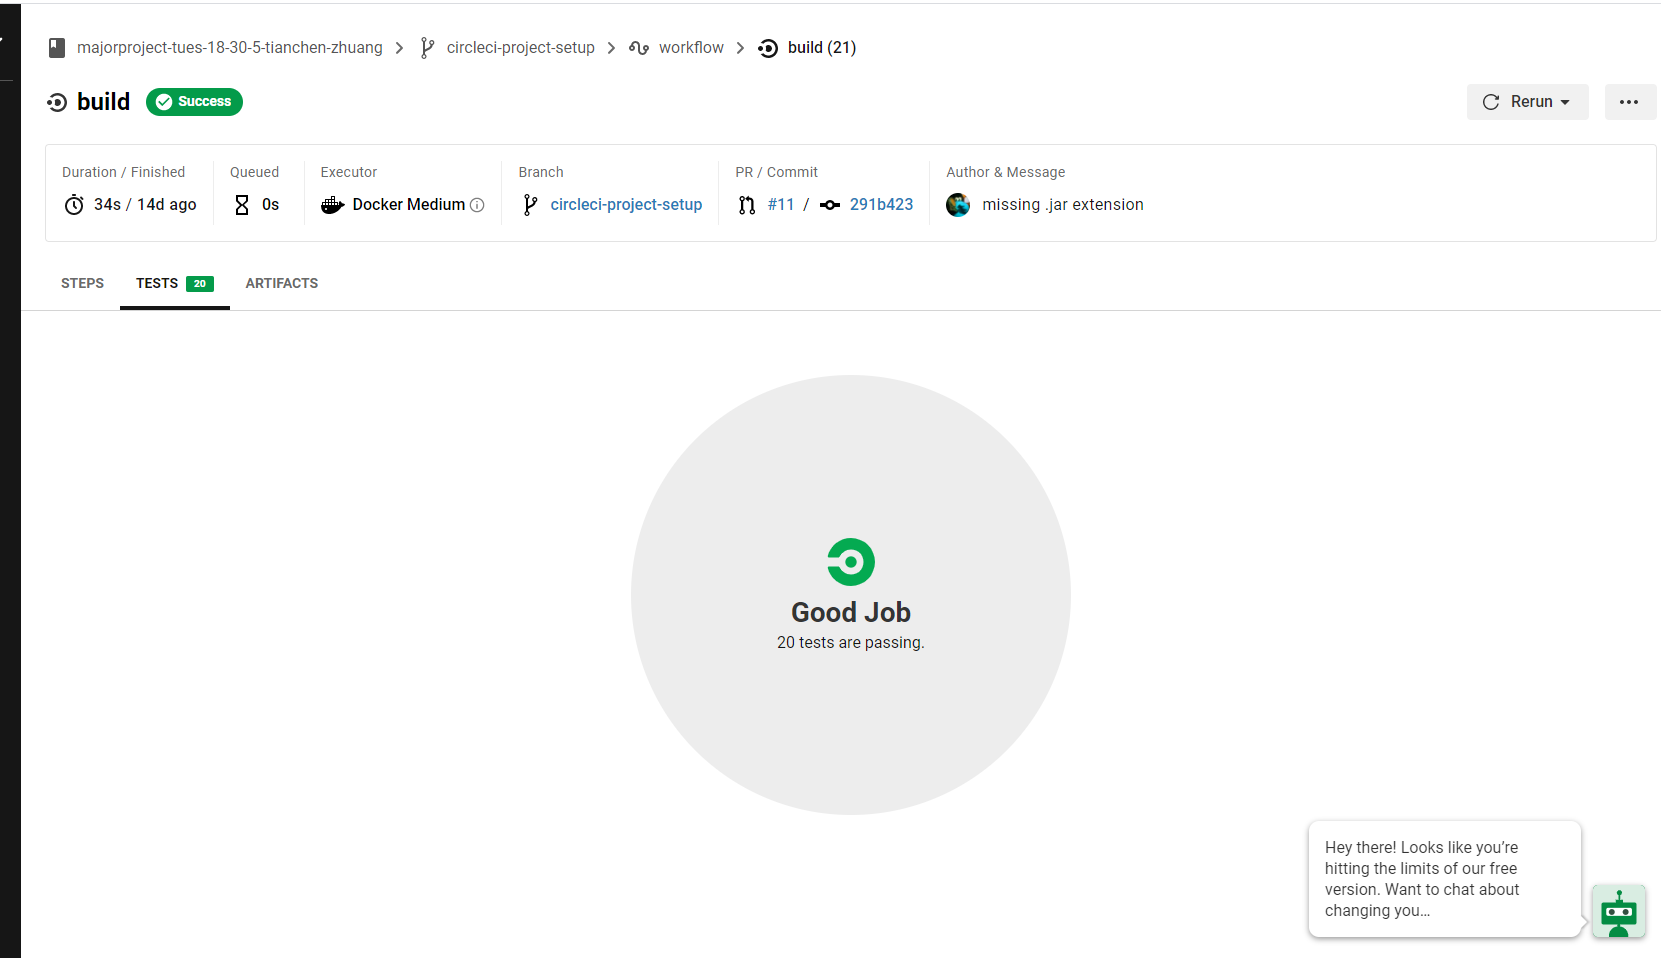 majorproject-tues-18-30-5-tianchen-zhuang circleci-project-setup workflow build (21)
build Success Rerun
Duration / Finished Queued Executor Branch PR / Commit Author & Message
34s / 14d ago 0s Docker Medium circleci-project-setup #11 / 291b423 missing .jar extension
STEPS TESTS 20 ARTIFACTS
Good Job
20 tests are passing.
Hey there! Looks like you’re
hitting the limits of our free
version. Want to chat about
changing you...